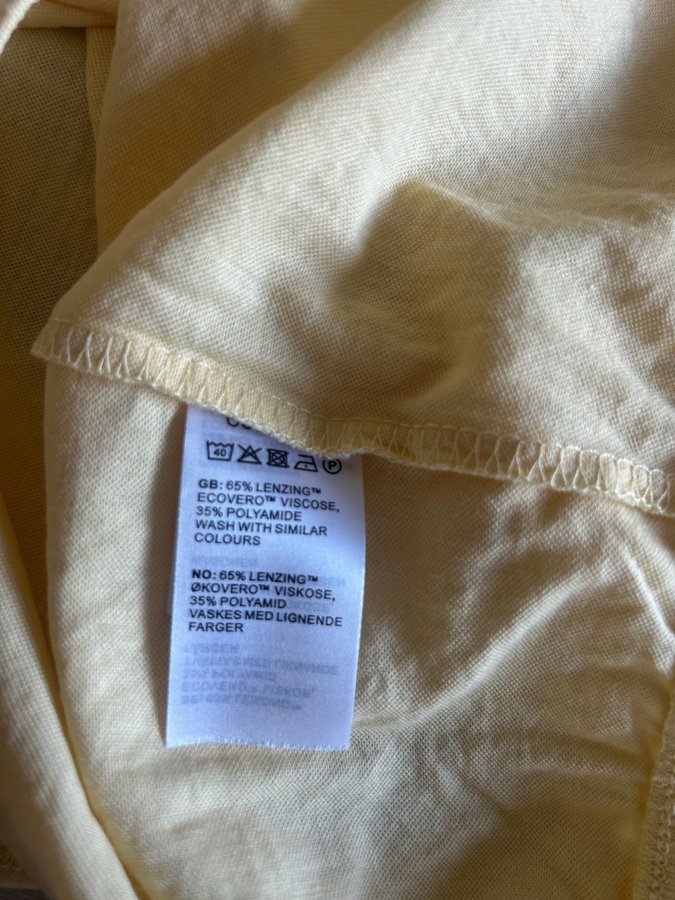 40
P
GB: 65% LENZING™
ECOVERO™ VISCOSE,
35% POLYAMIDE
WASH WITH SIMILAR
COLOURS
NO: 65% LENZING™
ØKOVERO™ VISKOSE,
35% POLYAMID
VASKES MED LIGNENDE
FARGER